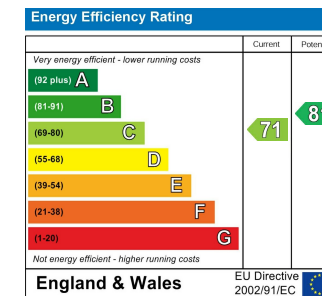 Energy Efficiency Rating
Current
Very energy efficient - lower running costs
(92 plus) A
(81-91) B
(69-80) C
71
(55-68) D
(39-54) E
(21-38) F
(1-20) G
Not energy efficient - higher running costs
England & Wales
EU Directive
2002/91/EC